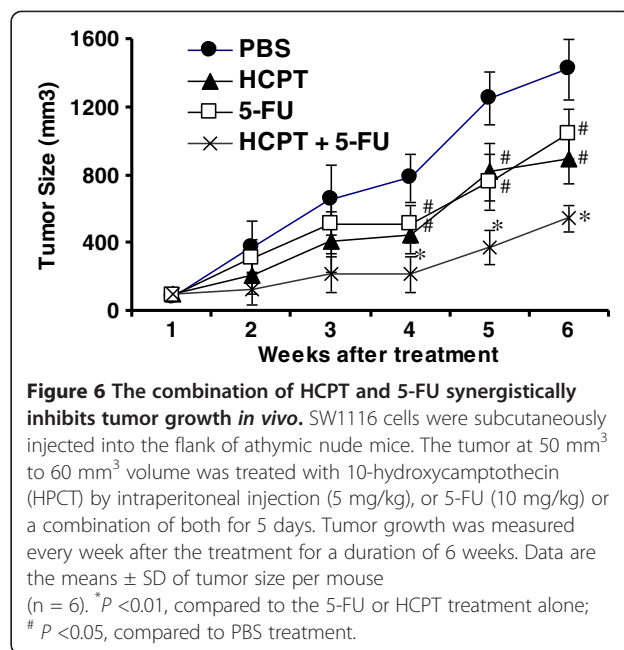 1600
1200
800
400
0
Tumor Size (mm3)
PBS
HCPT
5-FU
HCPT + 5-FU
#
#
*
#
#
*
#
#
*
1 2 3 4 5 6
Weeks after treatment
Figure 6 The combination of HCPT and 5-FU synergistically
inhibits tumor growth in vivo. SW1116 cells were subcutaneously
injected into the flank of athymic nude mice. The tumor at 50 mm³
to 60 mm³ volume was treated with 10-hydroxycamptothecin
(HPCT) by intraperitoneal injection (5 mg/kg), or 5-FU (10 mg/kg) or
a combination of both for 5 days. Tumor growth was measured
every week after the treatment for a duration of 6 weeks. Data are
the means ± SD of tumor size per mouse
(n = 6). *P <0.01, compared to the 5-FU or HCPT treatment alone;
# P <0.05, compared to PBS treatment.